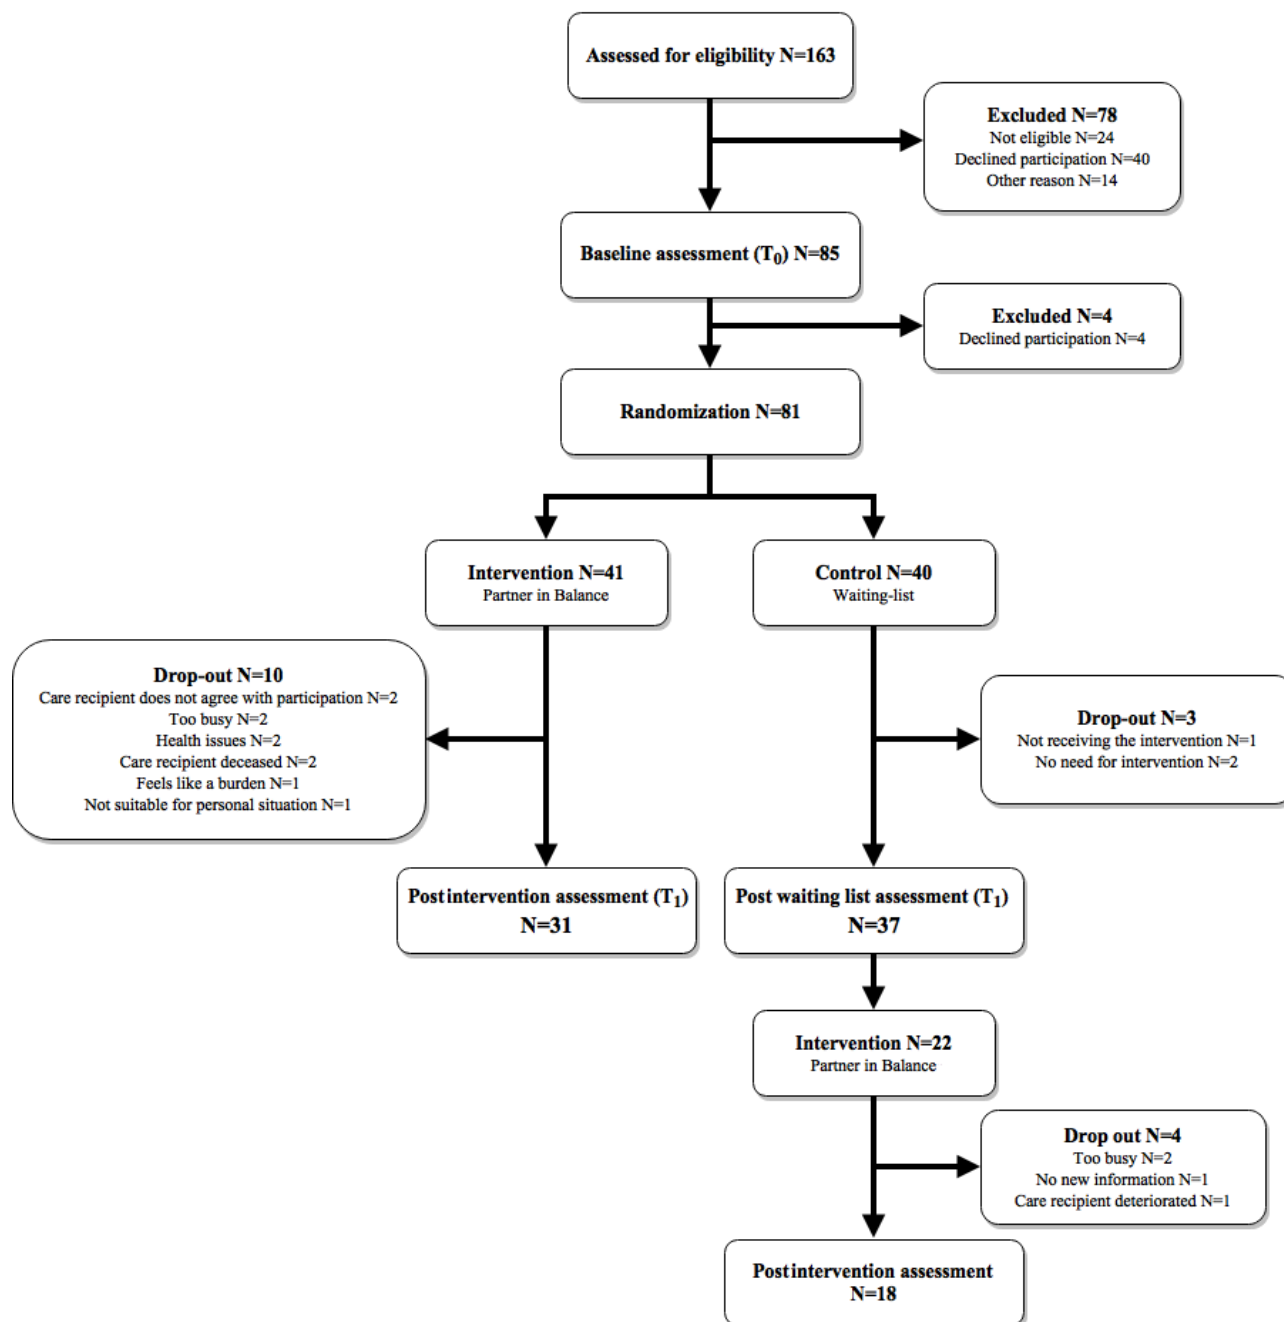 Assessed for eligibility N=163
Excluded N=78
Not eligible N=24
Declined participation N=40
Other reason N=14
Baseline assessment (T₀) N=85
Excluded N=4
Declined participation N=4
Randomization N=81
Intervention N=41
Partner in Balance
Control N=40
Waiting-list
Drop-out N=10
Care recipient does not agree with participation N=2
Too busy N=2
Health issues N=2
Care recipient deceased N=2
Feels like a burden N=1
Not suitable for personal situation N=1
Drop-out N=3
Not receiving the intervention N=1
No need for intervention N=2
Post intervention assessment (T₁)
N=31
Post waiting list assessment (T₁)
N=37
Intervention N=22
Partner in Balance
Drop out N=4
Too busy N=2
No new information N=1
Care recipient deteriorated N=1
Post intervention assessment
N=18